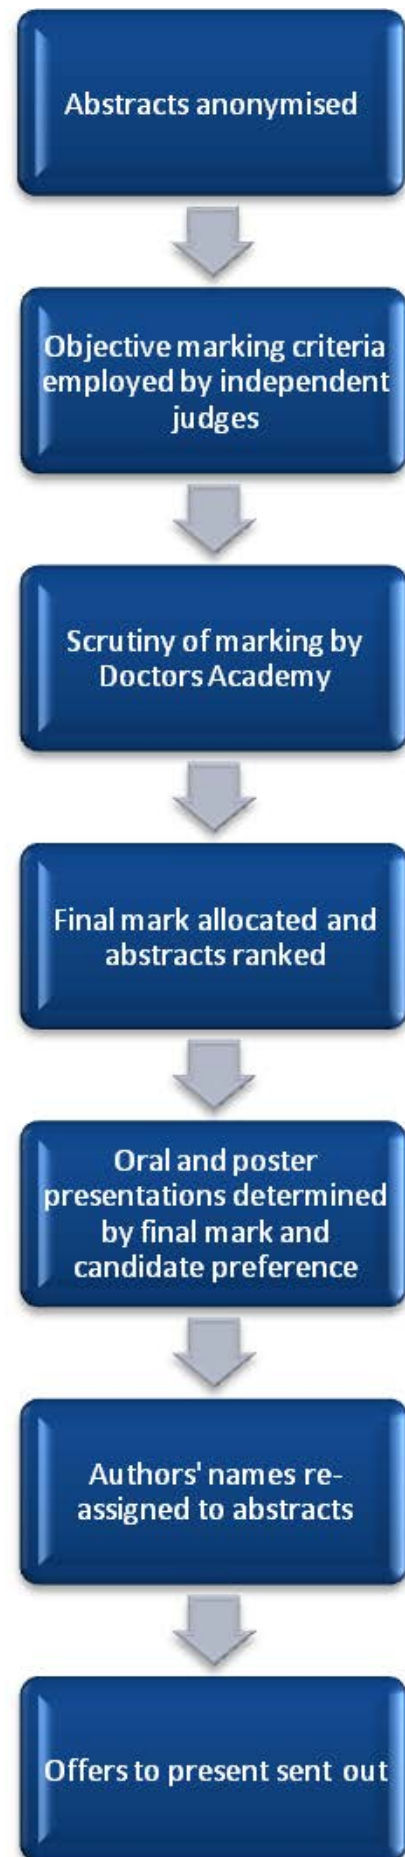 Abstracts anonymised
Objective marking criteria
employed by independent
judges
Scrutiny of marking by
Doctors Academy
Final mark allocated and
abstracts ranked
Oral and poster
presentations determined
by final mark and
candidate preference
Authors' names re-
assigned to abstracts
Offers to present sent out